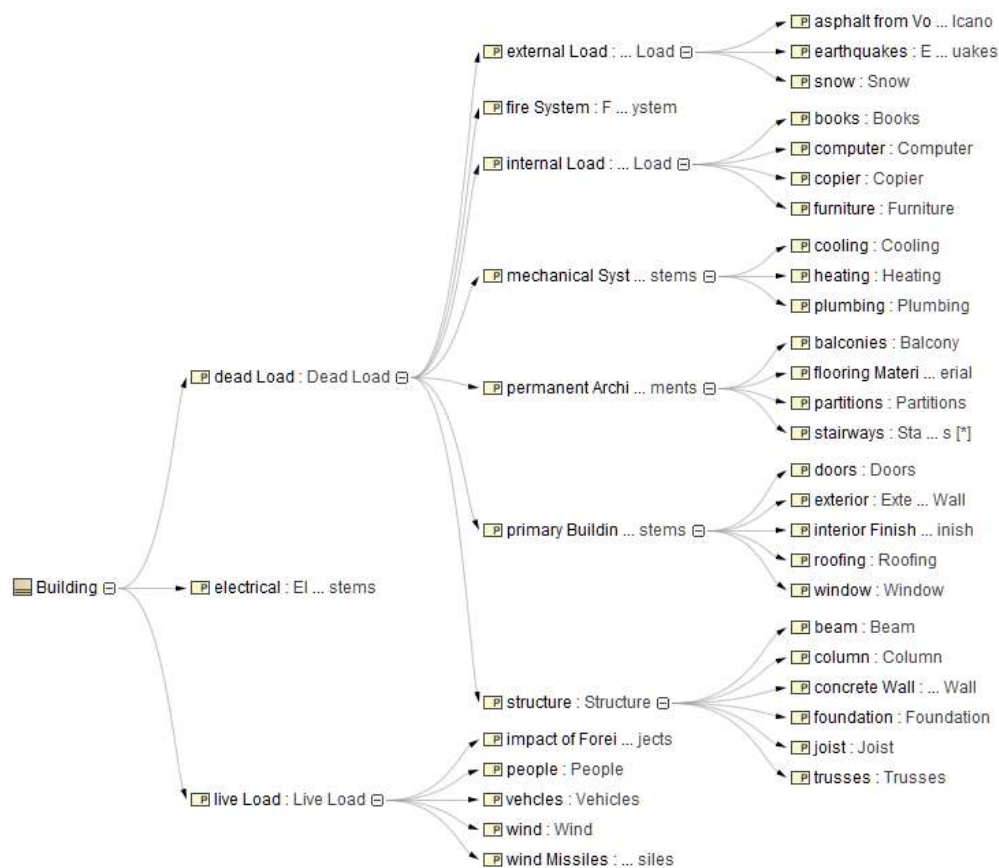 Building
dead Load : Dead Load
external Load : ... Load
asphalt from Vo ... lcano
earthquakes : E ... uakes
snow : Snow
fire System : F ... ystem
internal Load : ... Load
books : Books
computer : Computer
copier : Copier
furniture : Furniture
mechanical Syst ... stems
cooling : Cooling
heating : Heating
plumbing : Plumbing
permanent Archi ... ments
balconies : Balcony
flooring Materi ... erial
partitions : Partitions
stairways : Sta ... s [*]
primary Buildin ... stems
doors : Doors
exterior : Exte ... Wall
interior Finish ... inish
roofing : Roofing
window : Window
structure : Structure
beam : Beam
column : Column
concrete Wall : ... Wall
foundation : Foundation
joist : Joist
trusses : Trusses
electrical : El ... stems
live Load : Live Load
impact of Forei ... jects
people : People
vehcles : Vehicles
wind : Wind
wind Missiles : ... siles